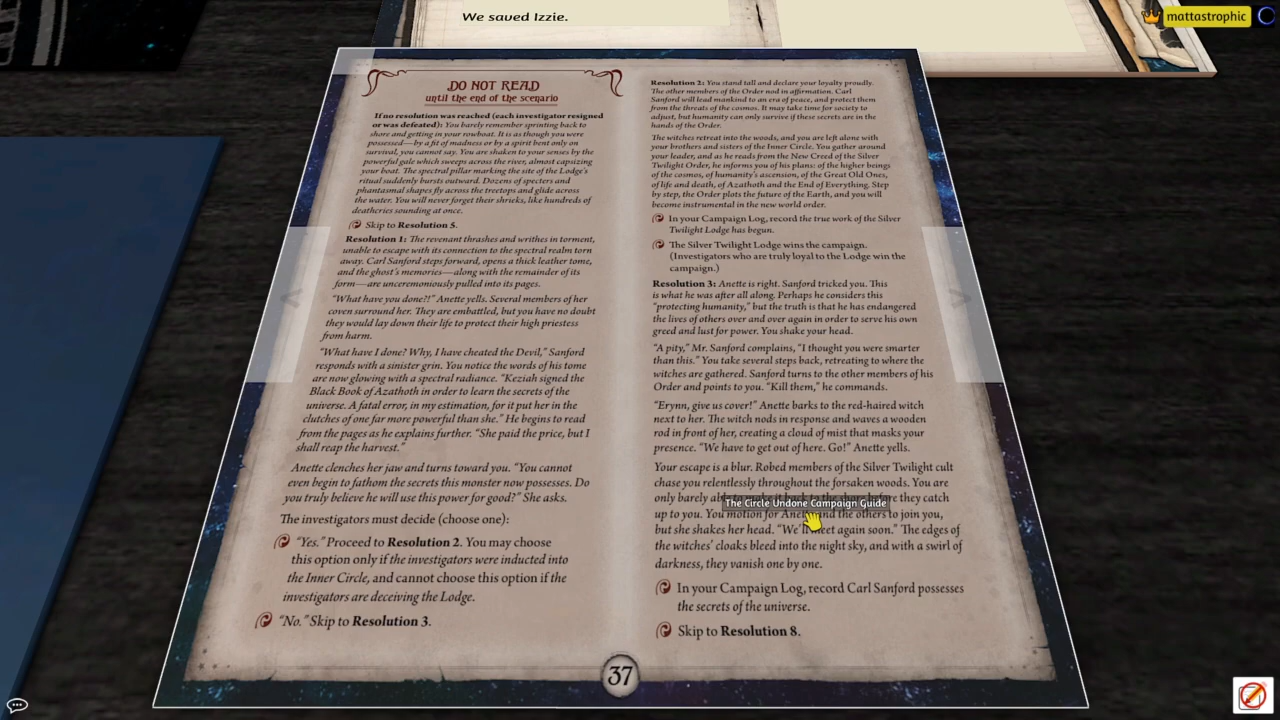 We saved Izzie.
mattastrophic
DO NOT READ
until the end of the scenario
If no resolution was reached (each investigator resigned
or was defeated): You barely remember sprinting back to
shore and getting in your rowboat. It is as though you were
possessed—by a fit of madness or by a spirit bent only on
survival, you cannot say. You are shaken to your senses by the
powerful gale which sweeps across the river, almost capsizing
your boat. The spectral pillar marking the site of the Lodge's
ritual suddenly bursts outward. Dozens of specters and
phantasmal shapes fly across the treetops and glide across
the water. You will never forget their shrieks, like hundreds of
deathcries sounding at once.
Skip to Resolution 5.
Resolution 1: The revenant thrashes and writhes in torment,
unable to escape with its connection to the spectral realm torn
away. Carl Sanford steps forward, opens a thick leather tome,
and the ghost's memories—along with the remainder of its
form—are unceremoniously pulled into its pages.
"What have you done?!" Anette yells. Several members of her
coven surround her. They are embattled, but you have no doubt
they would lay down their life to protect their high priestess
from harm.
"What have I done? Why, I have cheated the Devil," Sanford
responds with a sinister grin. You notice the words of his tome
are now glowing with a spectral radiance. "Keziah signed the
Black Book of Azathoth in order to learn the secrets of the
universe. A fatal error, in my estimation, for it put her in the
clutches of one far more powerful than she." He begins to read
from the pages as he explains further. "She paid the price, but I
shall reap the harvest."
Anette clenches her jaw and turns toward you. "You cannot
even begin to fathom the secrets this monster now possesses. Do
you truly believe he will use this power for good?" She asks.
The investigators must decide (choose one):
"Yes." Proceed to Resolution 2. You may choose
this option only if the investigators were inducted into
the Inner Circle, and cannot choose this option if the
investigators are deceiving the Lodge.
"No." Skip to Resolution 3.
Resolution 2: You stand tall and declare your loyalty proudly.
The other members of the Order nod in affirmation. Carl
Sanford will lead mankind to an era of peace, and protect them
from the threats of the cosmos. It may take time for society to
adjust, but humanity can only survive if these secrets are in the
hands of the Order.
The witches retreat into the woods, and you are left alone with
your brothers and sisters of the Inner Circle. You gather around
your leader, and as he reads from the New Creed of the Silver
Twilight Order, he informs you of his plans: of the higher beings
of the cosmos, of humanity's ascension, of the Great Old Ones,
of life and death, of Azathoth and the End of Everything. Step
by step, the Order plots the future of the Earth, and you will
become instrumental in the new world order.
In your Campaign Log, record the true work of the Silver
Twilight Lodge has begun.
The Silver Twilight Lodge wins the campaign.
(Investigators who are truly loyal to the Lodge win the
campaign.)
Resolution 3: Anette is right. Sanford tricked you. This
is what he was after all along. Perhaps he considers this
"protecting humanity," but the truth is that he has endangered
the lives of others over and over again in order to serve his own
greed and lust for power. You shake your head.
"A pity," Mr. Sanford complains, "I thought you were smarter
than this." You take several steps back, retreating to where the
witches are gathered. Sanford turns to the other members of his
Order and points to you. "Kill them," he commands.
"Erynn, give us cover!" Anette barks to the red-haired witch
next to her. The witch nods in response and waves a wooden
rod in front of her, creating a cloud of mist that masks your
presence. "We have to get out of here. Go!" Anette yells.
Your escape is a blur. Robed members of the Silver Twilight cult
chase you relentlessly throughout the forsaken woods. You are
only barely able to make it back to the shore before they catch
The Circle Undone Campaign Guide
up to you. You motion for Anette and the others to join you,
but she shakes her head. "We'll meet again soon." The edges of
the witches' cloaks bleed into the night sky, and with a swirl of
darkness, they vanish one by one.
In your Campaign Log, record Carl Sanford possesses
the secrets of the universe.
Skip to Resolution 8.
37